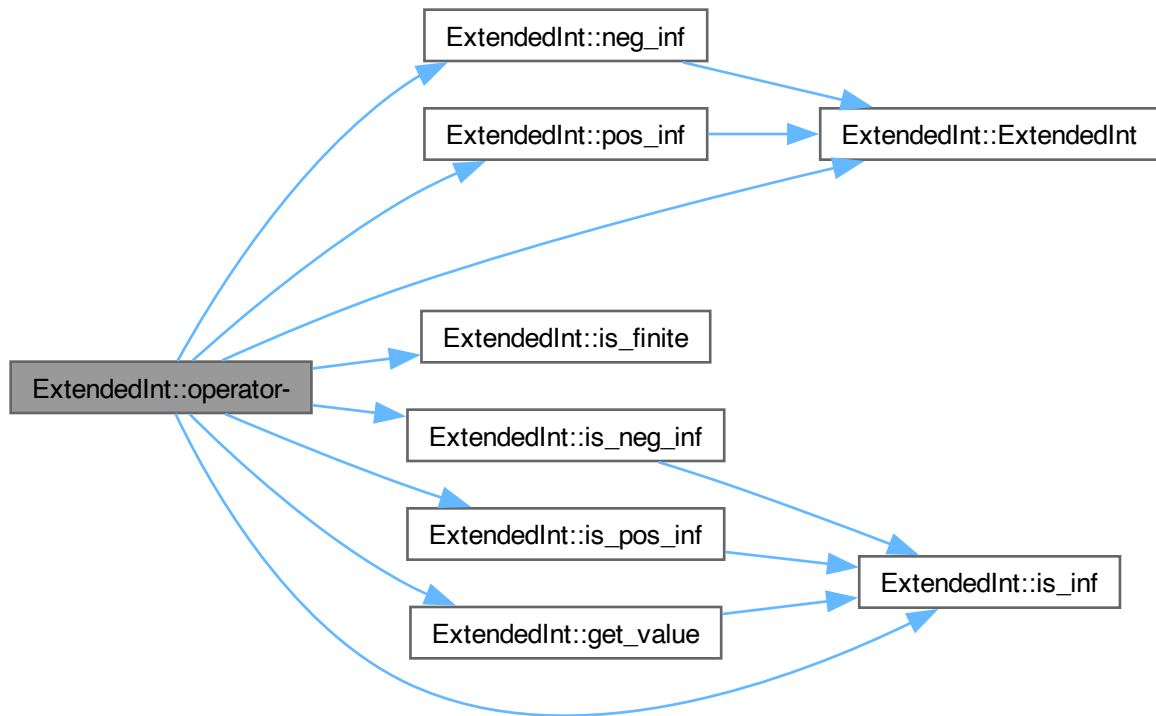 ExtendedInt::neg_inf
ExtendedInt::pos_inf
ExtendedInt::ExtendedInt
ExtendedInt::is_finite
ExtendedInt::operator-
ExtendedInt::is_neg_inf
ExtendedInt::is_pos_inf
ExtendedInt::is_inf
ExtendedInt::get_value